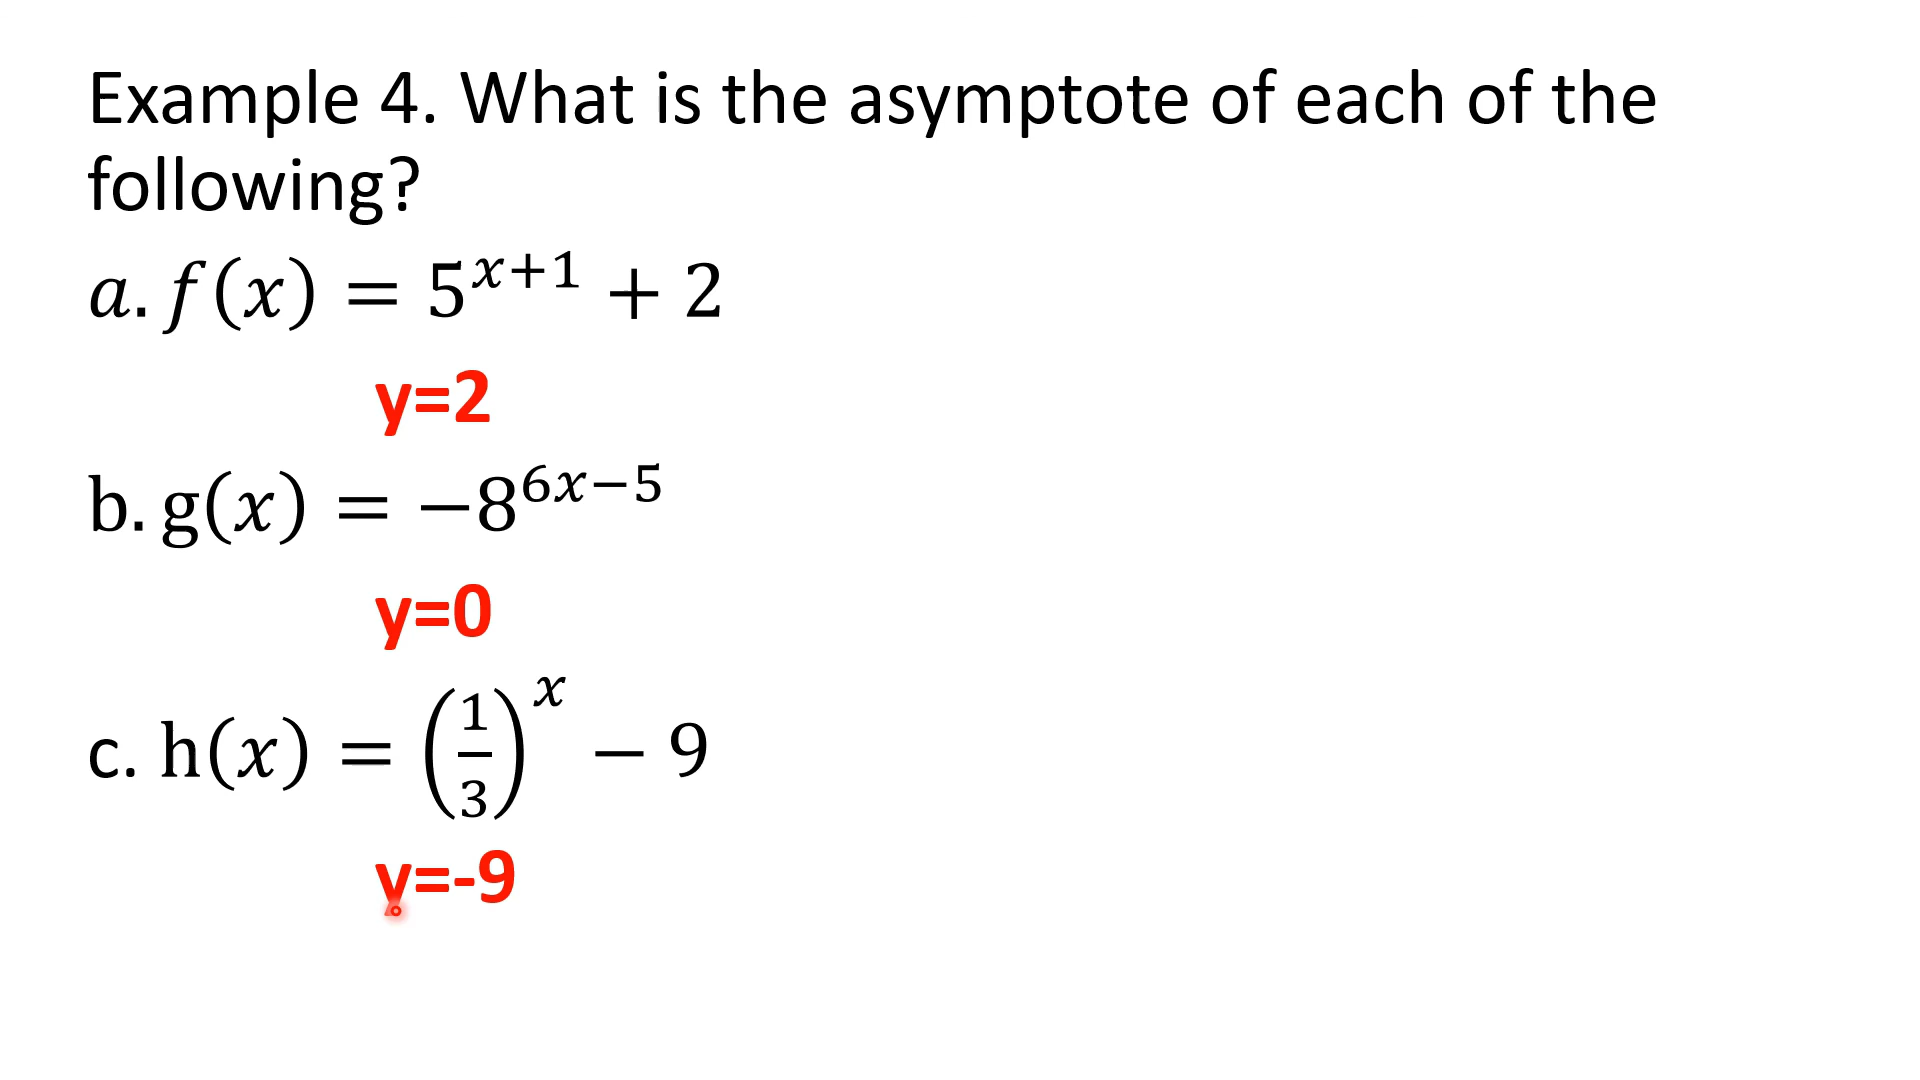 Example 4. What is the asymptote of each of the
following?
a. f(x) = 5^{x+1} + 2
y=2
b. g(x) = −8^{6x−5}
y=0
c. h(x) = (1/3)^x − 9
y=-9